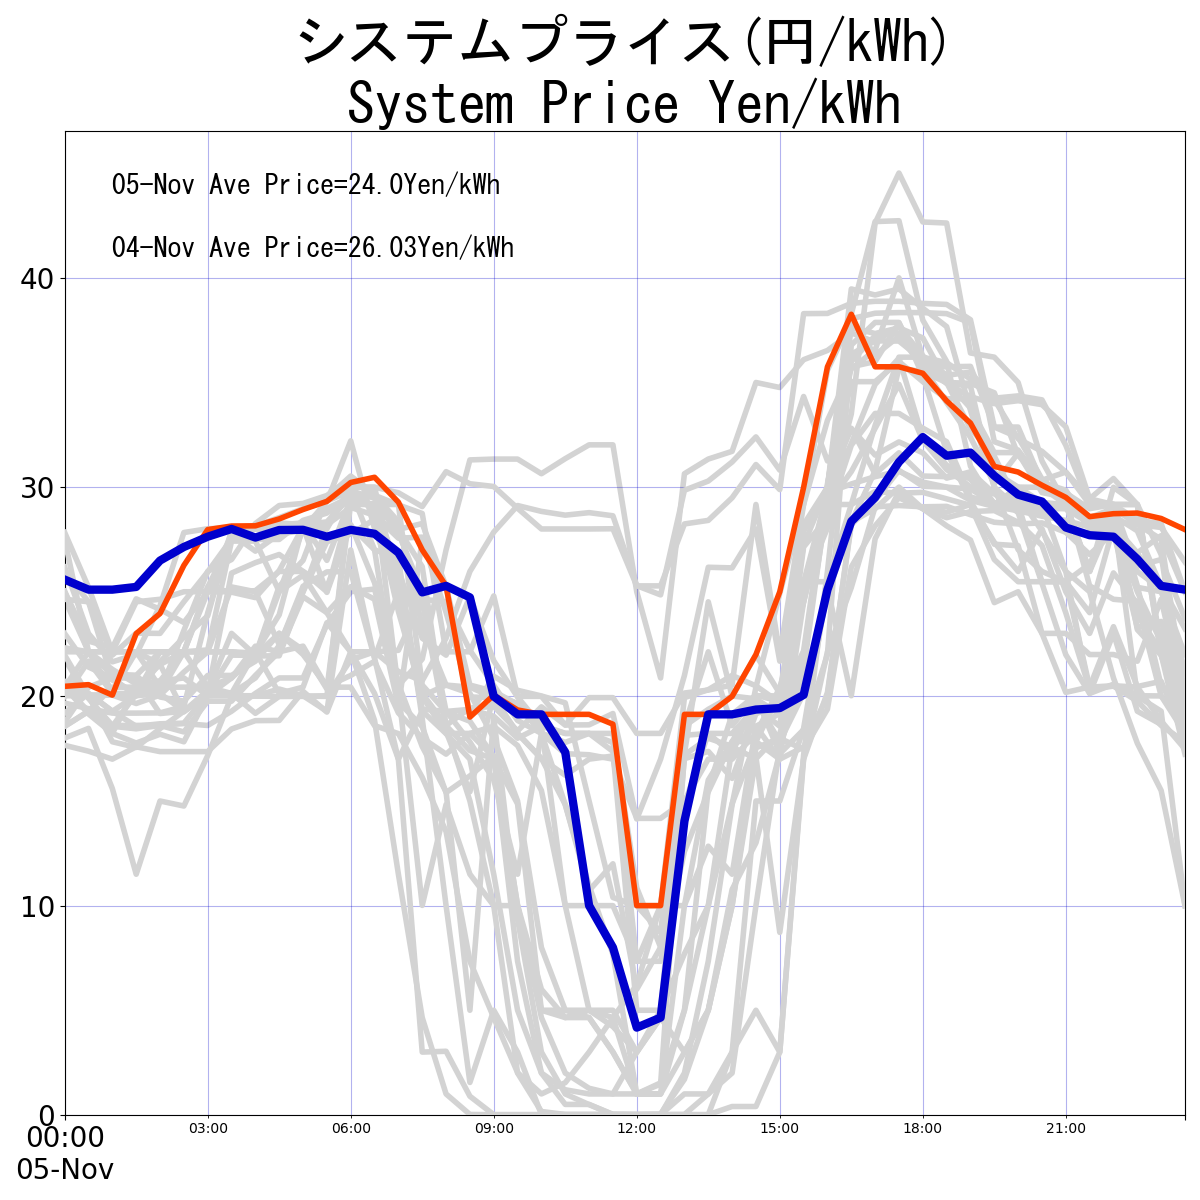 システムプライス(円/kWh)
System Price Yen/kWh
05-Nov Ave Price=24.0Yen/kWh
04-Nov Ave Price=26.03Yen/kWh
40
30
20
10
0
00:00 03:00 06:00 09:00 12:00 15:00 18:00 21:00
05-Nov